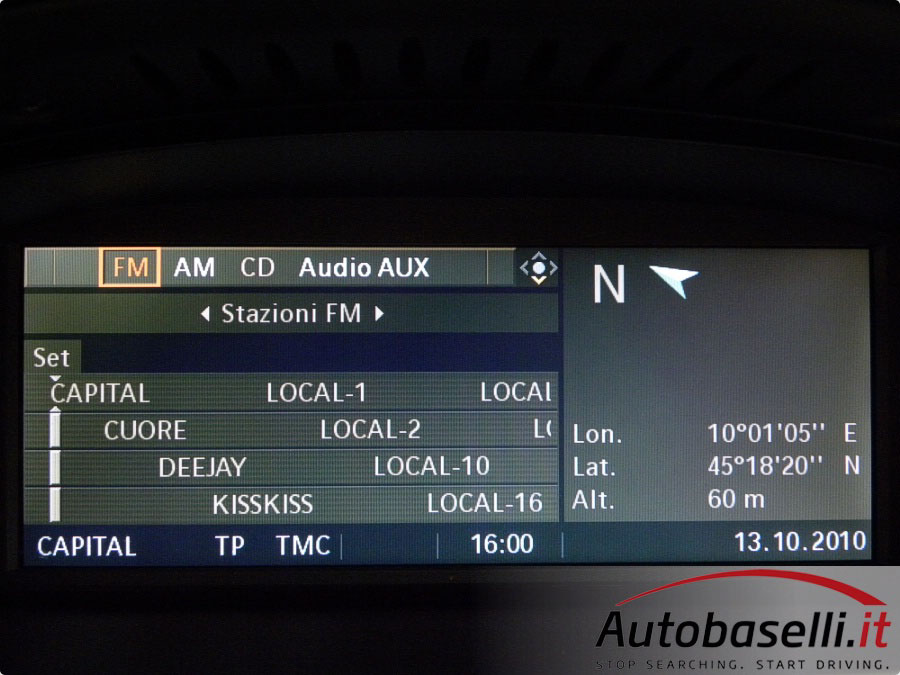 FM AM CD Audio AUX
Stazioni FM
Set
CAPITAL LOCAL-1 LOCAL
CUORE LOCAL-2
DEEJAY LOCAL-10
KISSKISS LOCAL-16
CAPITAL TP TMC 16:00 13.10.2010
N
Lon. 10°01'05'' E
Lat. 45°18'20'' N
Alt. 60 m
Autobaselli.it
STOP SEARCHING. START DRIVING.